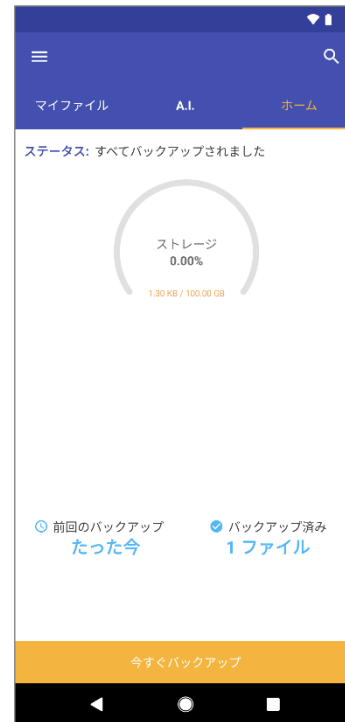 マイファイル A.I. ホーム
ステータス: すべてバックアップされました
ストレージ
0.00%
1.30 KB / 100.00 GB
前回のバックアップ バックアップ済み
たった今 1 ファイル
今すぐバックアップ